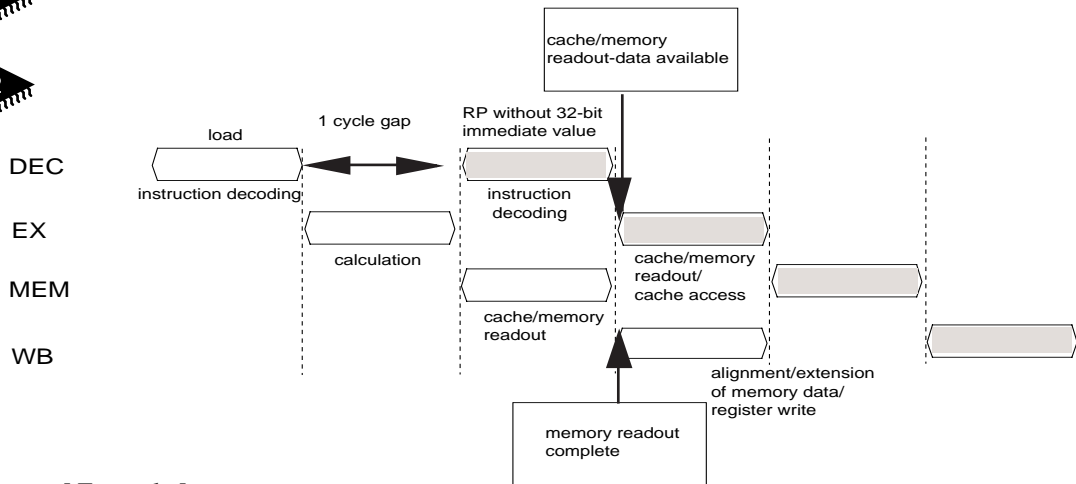 cache/memory
readout-data available
RP without 32-bit
immediate value
1 cycle gap
load
DEC
instruction decoding
instruction
decoding
EX
calculation
cache/memory
readout/
cache access
MEM
cache/memory
readout
WB
alignment/extension
of memory data/
register write
memory readout
complete